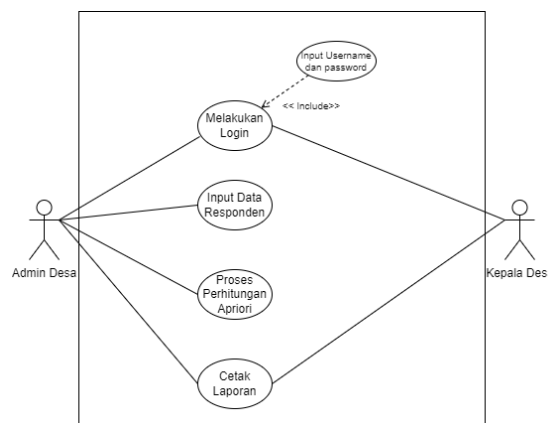 Input Username
dan password
<< Include>>
Melakukan
Login
Input Data
Responden
Admin Desa
Kepala Des
Proses
Perhitungan
Apriori
Cetak
Laporan